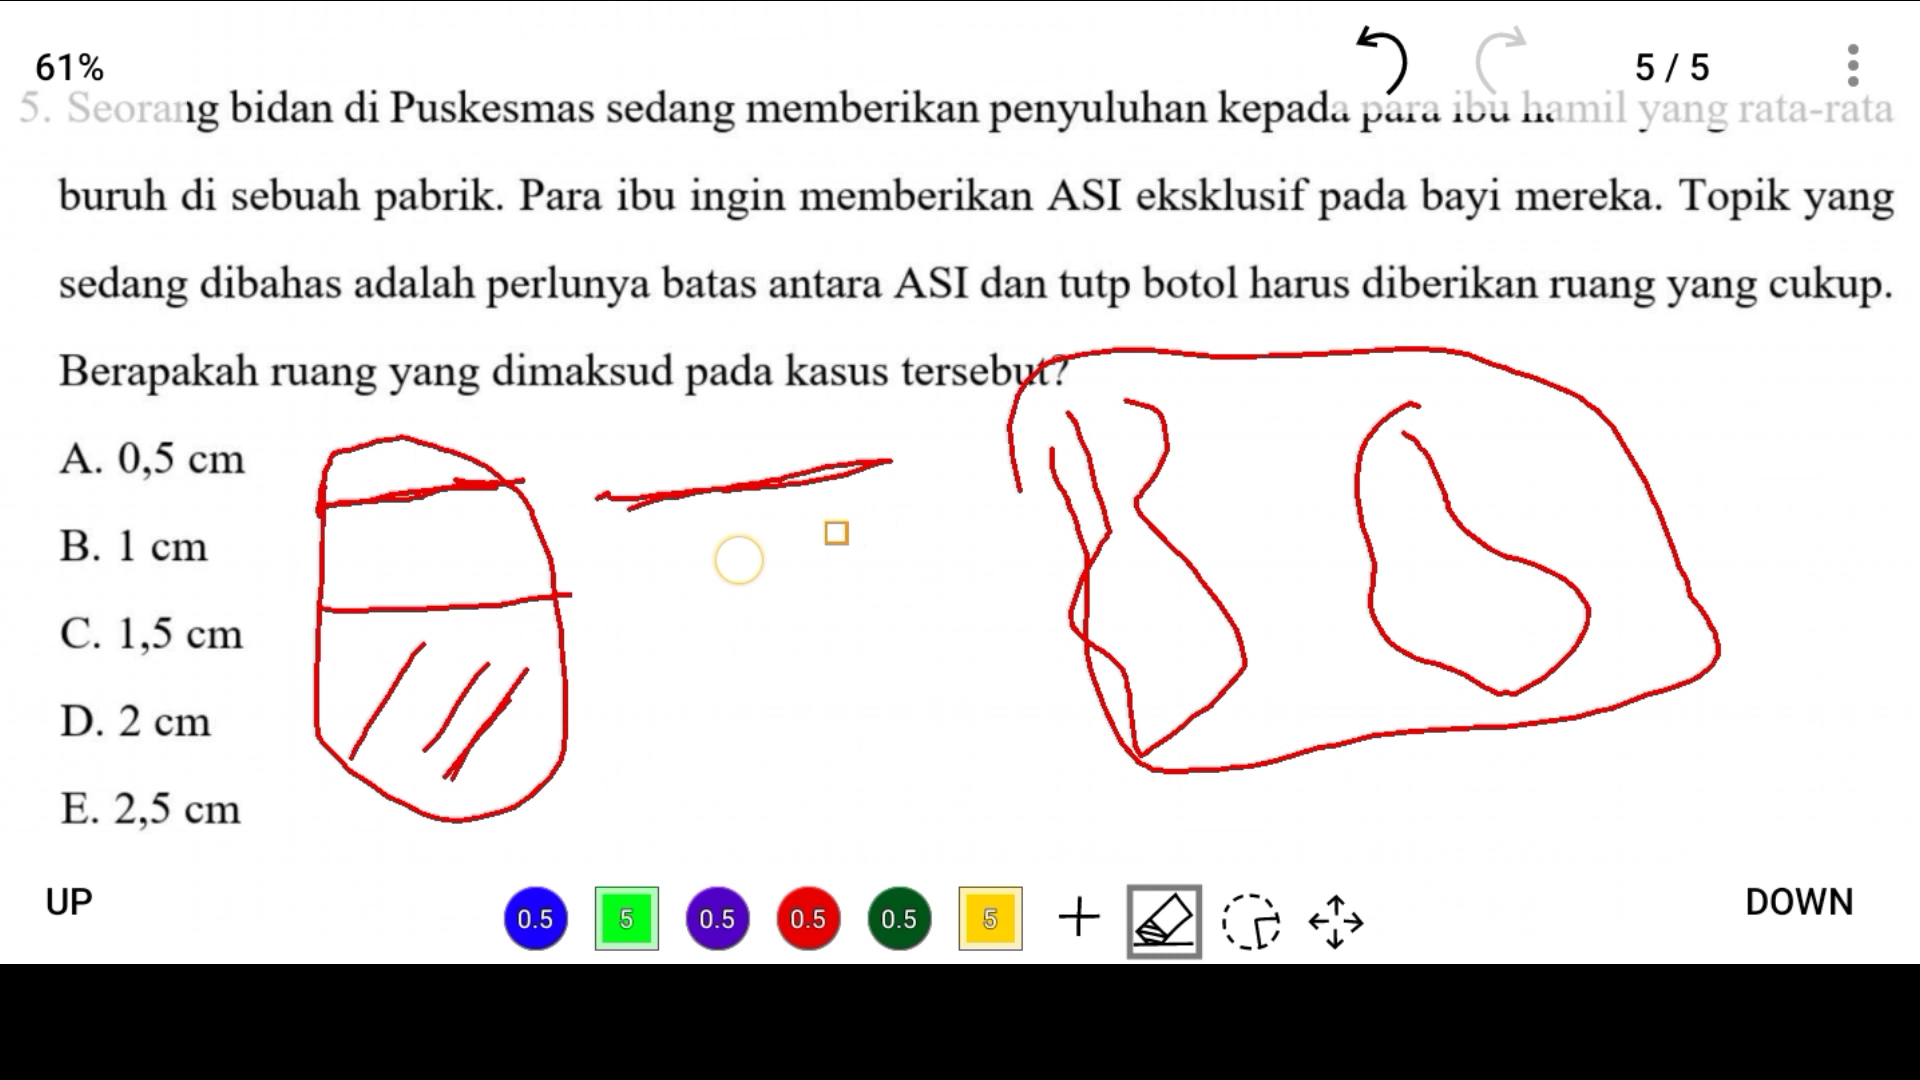 61%
5 / 5
5. Seorang bidan di Puskesmas sedang memberikan penyuluhan kepada para ibu hamil yang rata-rata
buruh di sebuah pabrik. Para ibu ingin memberikan ASI eksklusif pada bayi mereka. Topik yang
sedang dibahas adalah perlunya batas antara ASI dan tutp botol harus diberikan ruang yang cukup.
Berapakah ruang yang dimaksud pada kasus tersebut?
A. 0,5 cm
B. 1 cm
C. 1,5 cm
D. 2 cm
E. 2,5 cm
UP
0.5 5 0.5 0.5 0.5 5
DOWN